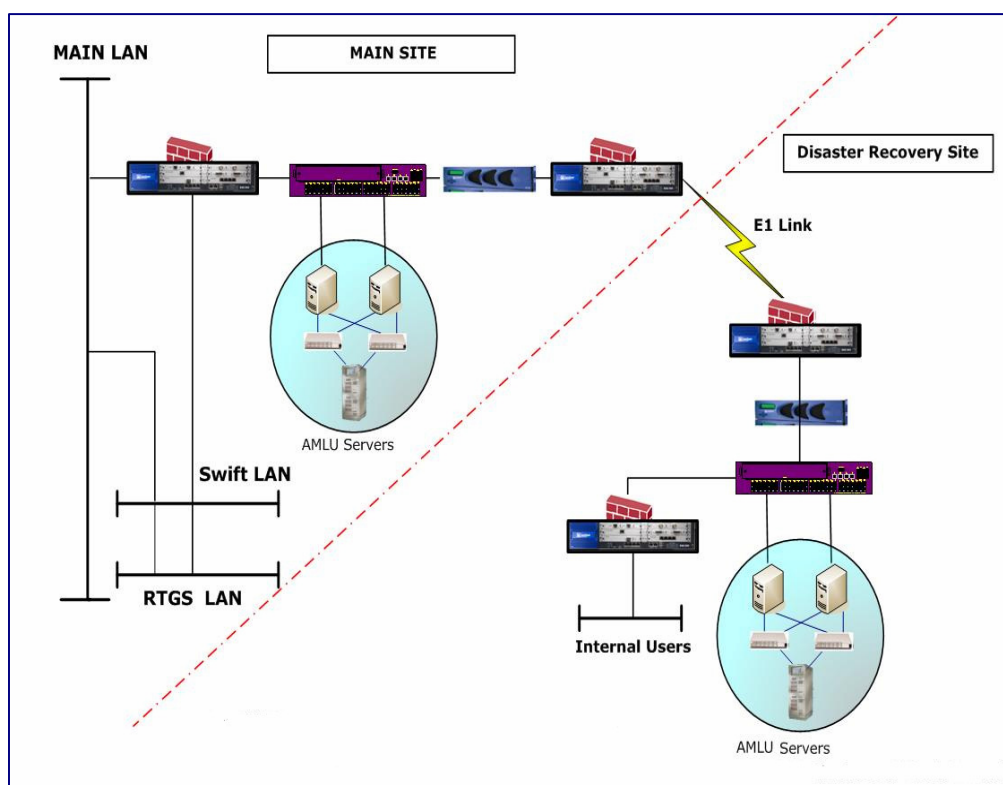 MAIN LAN
MAIN SITE
Disaster Recovery Site
E1 Link
AMLU Servers
Swift LAN
RTGS LAN
Internal Users
AMLU Servers